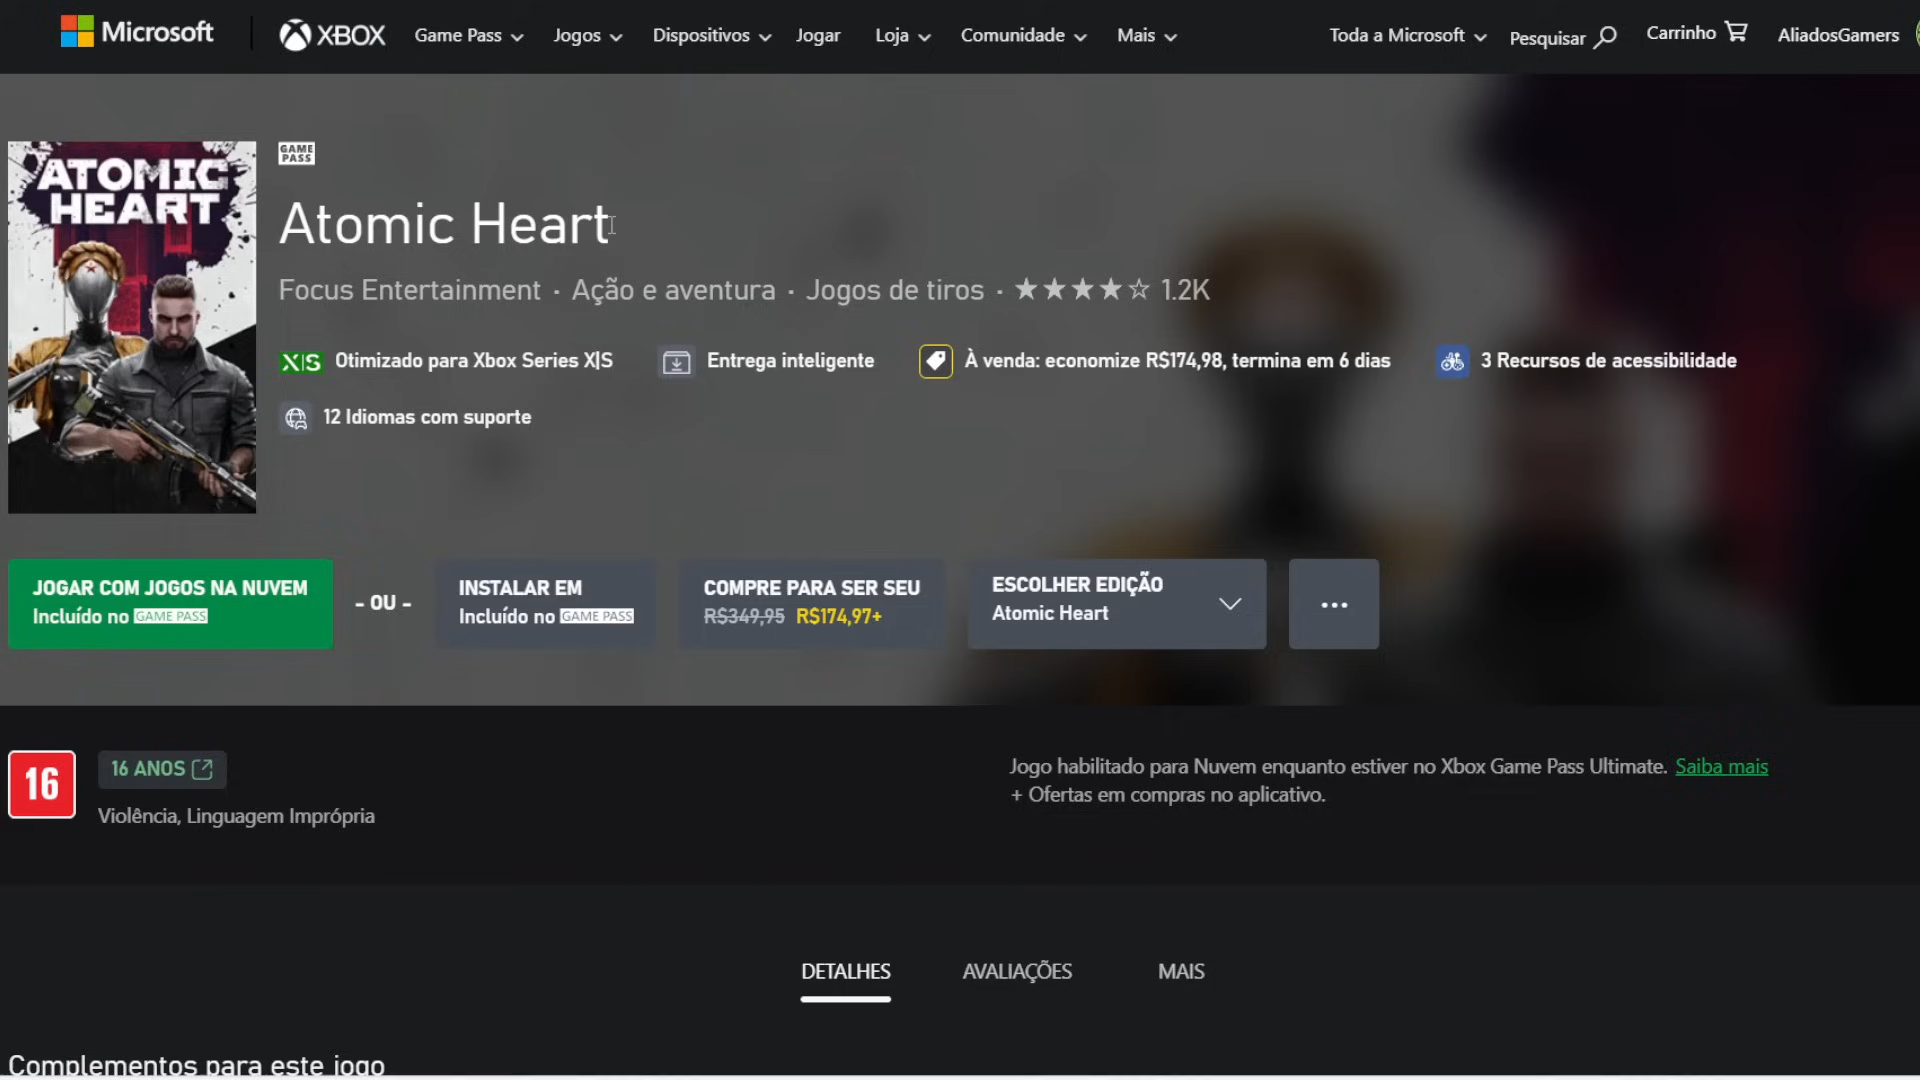 Microsoft
XBOX
Game Pass
Jogos
Dispositivos
Jogar
Loja
Comunidade
Mais
Toda a Microsoft
Pesquisar
Carrinho
AliadosGamers
ATOMIC
HEART
GAME
PASS
Atomic Heart
Focus Entertainment · Ação e aventura · Jogos de tiros · ★★★★☆ 1.2K
X|S Otimizado para Xbox Series X|S
Entrega inteligente
À venda: economize R$174,98, termina em 6 dias
3 Recursos de acessibilidade
12 Idiomas com suporte
JOGAR COM JOGOS NA NUVEM
Incluído no GAME PASS
- OU -
INSTALAR EM
Incluído no GAME PASS
COMPRE PARA SER SEU
R$349,95 R$174,97+
ESCOLHER EDIÇÃO
Atomic Heart
16
16 ANOS
Violência, Linguagem Imprópria
Jogo habilitado para Nuvem enquanto estiver no Xbox Game Pass Ultimate. Saiba mais
+ Ofertas em compras no aplicativo.
DETALHES
AVALIAÇÕES
MAIS
Complementos para este jogo